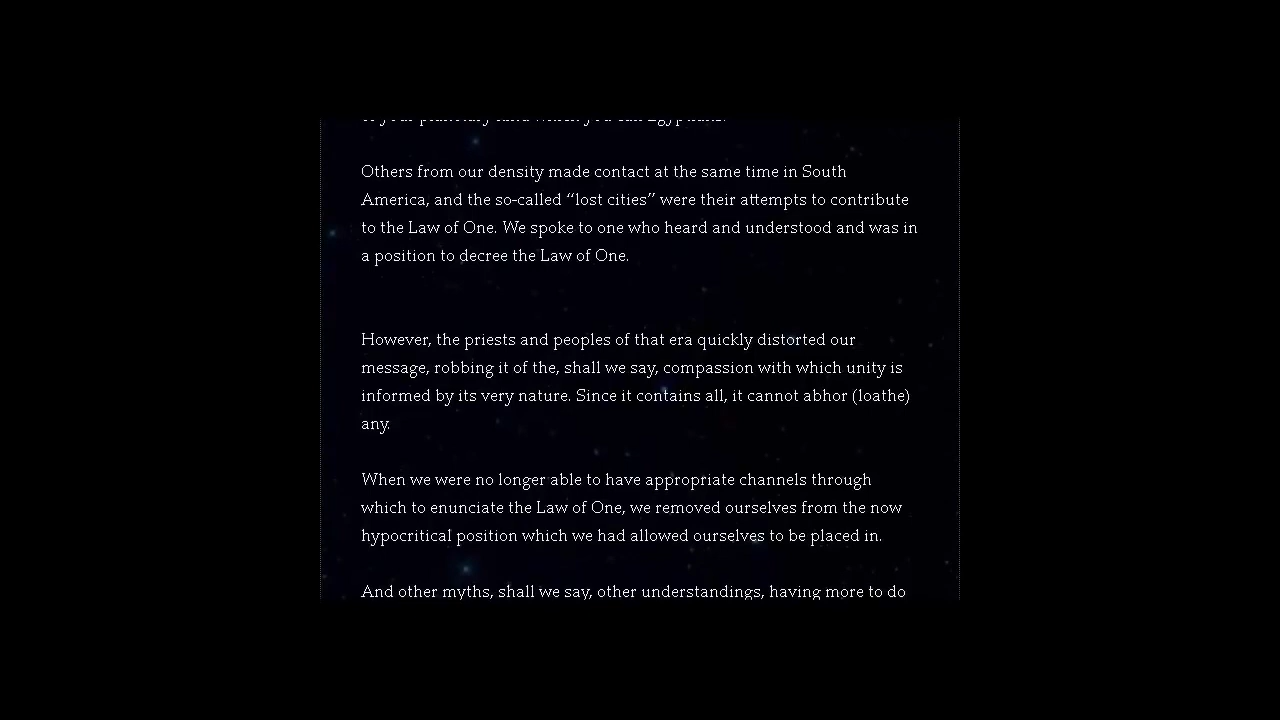 Others from our density made contact at the same time in South
America, and the so-called “lost cities” were their attempts to contribute
to the Law of One. We spoke to one who heard and understood and was in
a position to decree the Law of One.
However, the priests and peoples of that era quickly distorted our
message, robbing it of the, shall we say, compassion with which unity is
informed by its very nature. Since it contains all, it cannot abhor (loathe)
any.
When we were no longer able to have appropriate channels through
which to enunciate the Law of One, we removed ourselves from the now
hypocritical position which we had allowed ourselves to be placed in.
And other myths, shall we say, other understandings, having more to do